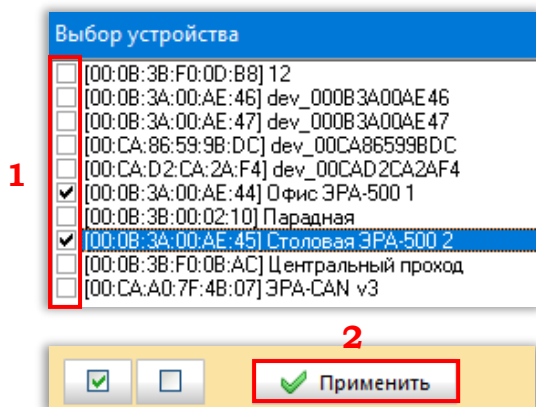 Выбор устройства
[00:0B:3B:F0:0D:B8] 12
[00:0B:3A:00:AE:46] dev_000B3A00AE46
[00:0B:3A:00:AE:47] dev_000B3A00AE47
[00:CA:86:59:9B:DC] dev_00CA86599BDC
[00:CA:D2:CA:2A:F4] dev_00CAD2CA2AF4
1
[00:0B:3A:00:AE:44] Офис ЭРА-500 1
[00:0B:3B:00:02:10] Парадная
[00:0B:3A:00:AE:45] Столовая ЭРА-500 2
[00:0B:3B:F0:0B:AC] Центральный проход
[00:CA:A0:7F:4B:07] ЭРА-CAN v3
2
Применить